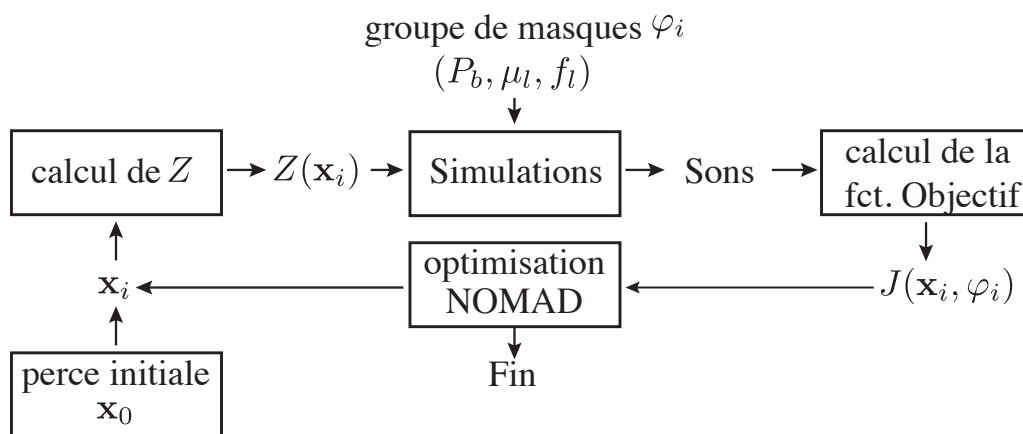 groupe de masques φ_i
(P_b, μ_l, f_l)
calcul de Z
Z(x_i)
Simulations
Sons
calcul de la
fct. Objectif
x_i
optimisation
NOMAD
J(x_i, φ_i)
perce initiale
x_0
Fin